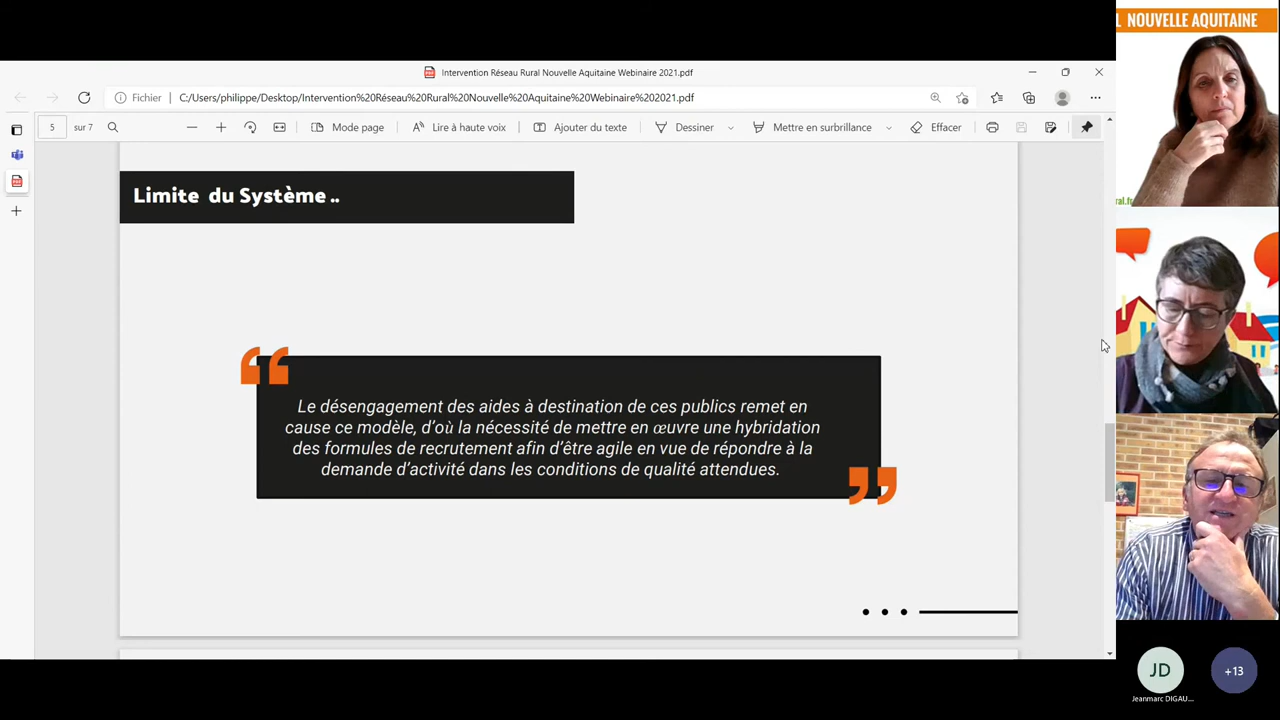 Intervention Réseau Rural Nouvelle Aquitaine Webinaire 2021.pdf
Fichier
C:/Users/philippe/Desktop/Intervention%20Réseau%20Rural%20Nouvelle%20Aquitaine%20Webinaire%202021.pdf
5 sur 7
Mode page
Lire à haute voix
Ajouter du texte
Dessiner
Mettre en surbrillance
Effacer
Limite du Système ..
“
Le désengagement des aides à destination de ces publics remet en
cause ce modèle, d’où la nécessité de mettre en œuvre une hybridation
des formules de recrutement afin d’être agile en vue de répondre à la
demande d’activité dans les conditions de qualité attendues.
”
NOUVELLE AQUITAINE
ral.fr
JD
Jeanmarc DIGAU...
+13